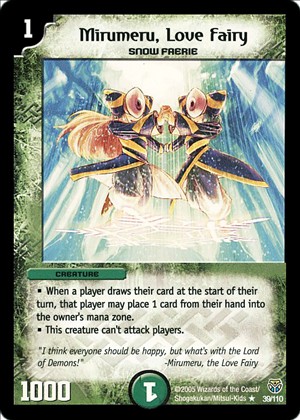 1
Mirumeru, Love Fairy
SNOW FAERIE
CREATURE
• When a player draws their card at the start of their
turn, that player may place 1 card from their hand into
the owner's mana zone.
• This creature can't attack players.
"I think everyone should be happy, but what's with the Lord
of Demons!" -Mirumeru, the Love Fairy
1000
1
©2005 Wizards of the Coast/
Shogakukan/Mitsui-Kids ★ 39/110